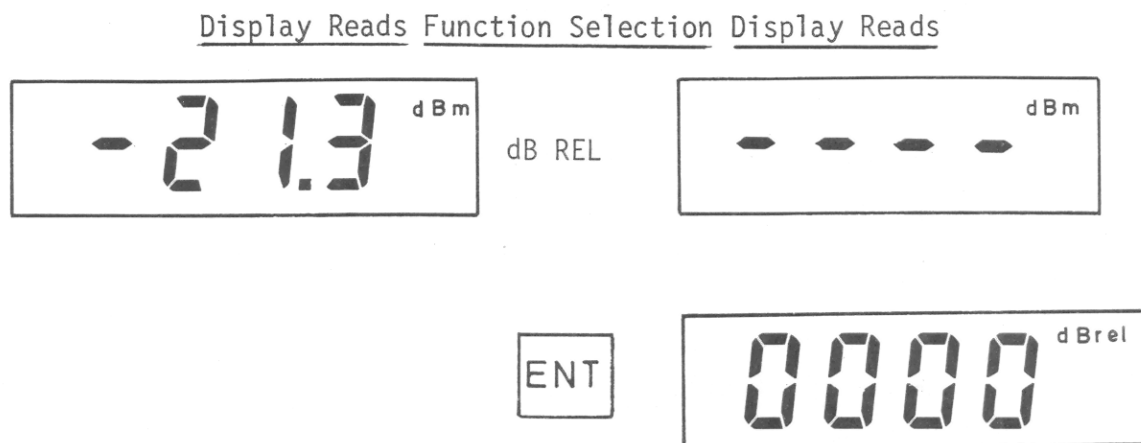 Display Reads Function Selection Display Reads
-21.3 dBm dB REL - - - - dBm
ENT 0000 dBrel